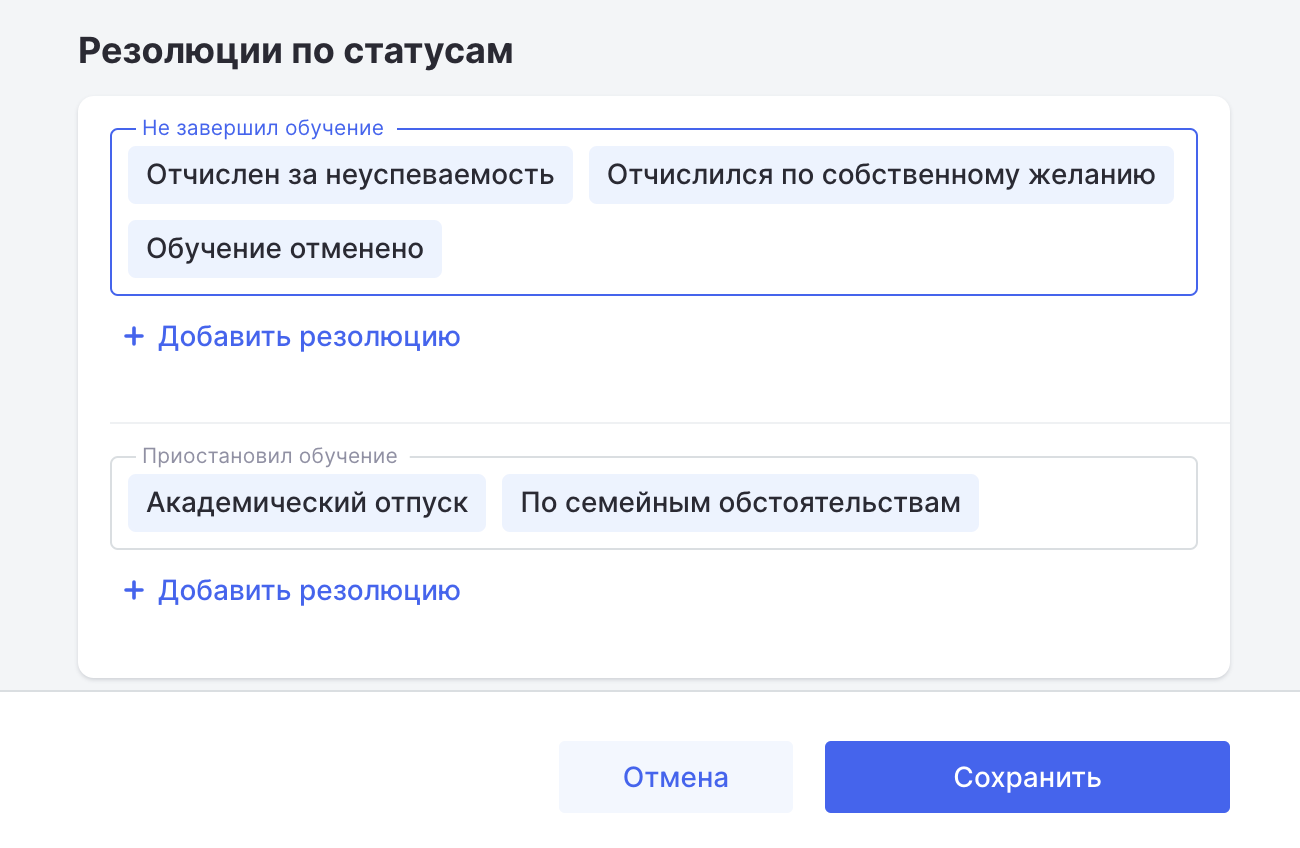 Резолюции по статусам
Не завершил обучение
Отчислен за неуспеваемость Отчислился по собственному желанию
Обучение отменено
+ Добавить резолюцию
Приостановил обучение
Академический отпуск По семейным обстоятельствам
+ Добавить резолюцию
Отмена Сохранить